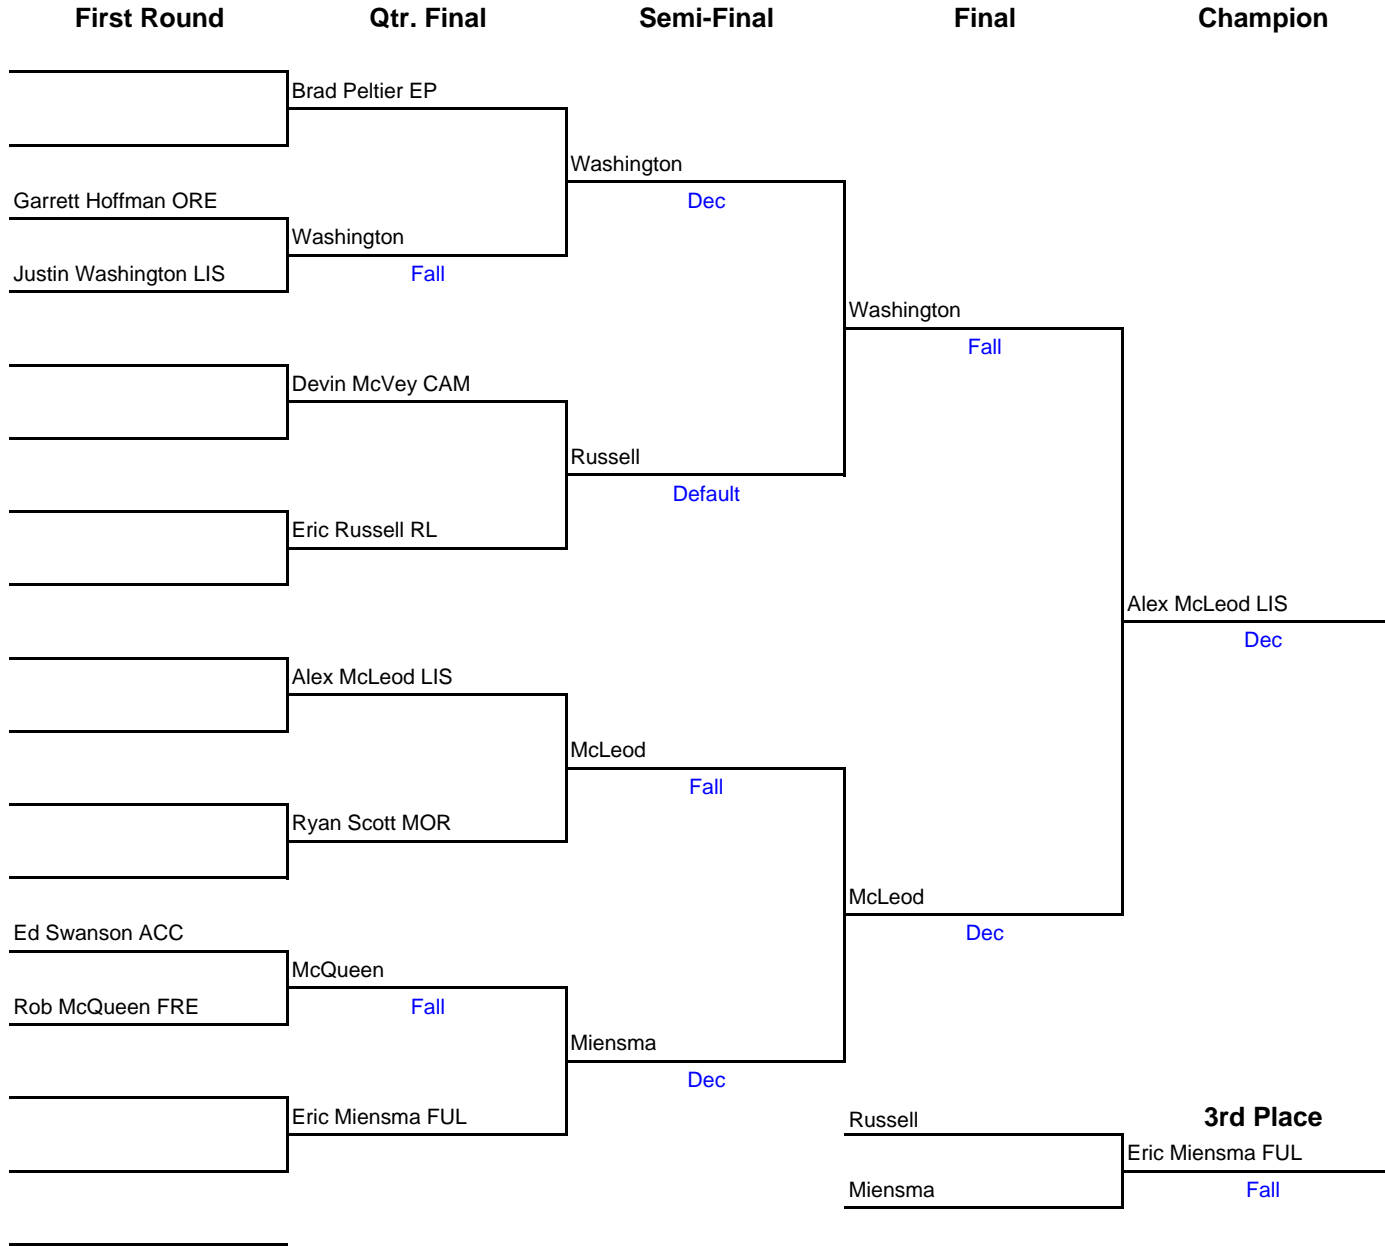 First Round Qtr. Final Semi-Final Final Champion
Brad Peltier EP
Washington
Dec
Garrett Hoffman ORE
Washington
Fall
Justin Washington LIS
Washington
Fall
Devin McVey CAM
Russell
Default
Eric Russell RL
Alex McLeod LIS
Dec
Alex McLeod LIS
McLeod
Fall
Ryan Scott MOR
McLeod
Dec
Ed Swanson ACC
McQueen
Fall
Rob McQueen FRE
Miensma
Dec
Eric Miensma FUL
Russell
3rd Place
Eric Miensma FUL
Fall
Miensma